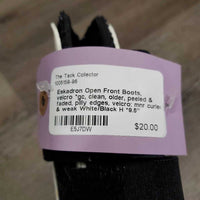 The Tack Collector
Eskadron Open Front Boots,
velcro *gc, clean, older, peeled &
faded, pilly edges, velcro: mnr curled
& weak White/Black H "9.5"
E5J7DW
$20.00